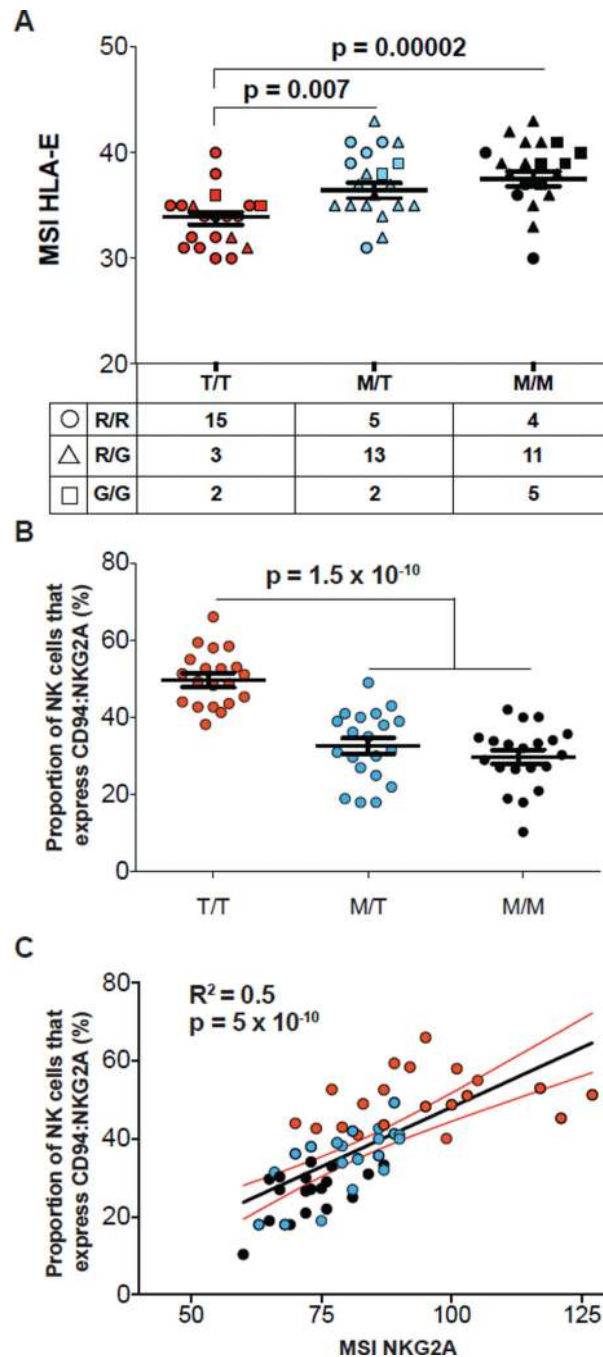 A
50
p = 0.00002
p = 0.007
40
MSI HLA-E
30
20
T/T M/T M/M
R/R 15 5 4
R/G 3 13 11
G/G 2 2 5
B
80
p = 1.5 x 10⁻¹⁰
60
Proportion of NK cells that
express CD94:NKG2A (%)
40
20
0
T/T M/T M/M
C
80
R² = 0.5
p = 5 x 10⁻¹⁰
60
Proportion of NK cells that
express CD94:NKG2A (%)
40
20
0
50 75 100 125
MSI NKG2A